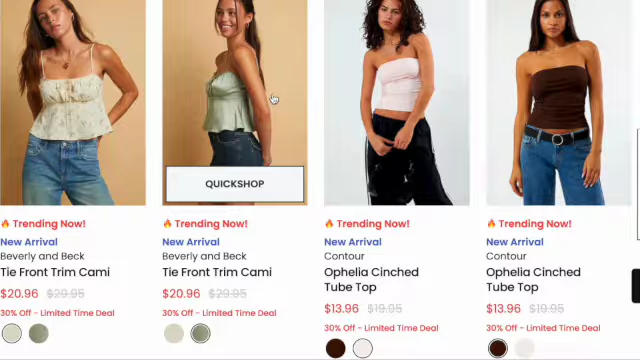 QUICKSHOP
🔥 Trending Now!
New Arrival
Beverly and Beck
Tie Front Trim Cami
$20.96 $29.95
30% Off - Limited Time Deal
🔥 Trending Now!
New Arrival
Beverly and Beck
Tie Front Trim Cami
$20.96 $29.95
30% Off - Limited Time Deal
🔥 Trending Now!
New Arrival
Contour
Ophelia Cinched
Tube Top
$13.96 $19.95
30% Off - Limited Time Deal
🔥 Trending Now!
New Arrival
Contour
Ophelia Cinched
Tube Top
$13.96 $19.95
30% Off - Limited Time Deal